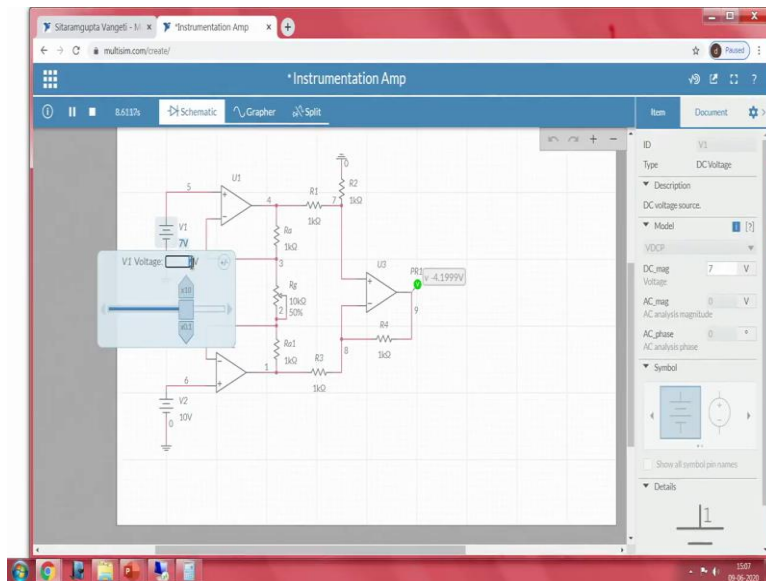 Sitaramgupta Vangeti - M x
*Instrumentation Amp x
multisim.com/create/
d Paused
* Instrumentation Amp
8.6137s Schematic Grapher Split
Item Document
ID V1
Type DC Voltage
Description
DC voltage source.
Model i [?]
VDCP
DC_mag 7 V
Voltage
AC_mag 0 V
AC analysis magnitude
AC_phase 0 °
AC analysis phase
Symbol
Show all symbol pin names
Details
1
U1
5
4
R1
1kΩ
7
0
R2
1kΩ
V1
7V
Ra
1kΩ
3
V1 Voltage: V
+/-
x10
x0.1
Rg
10kΩ
50%
2
U3
PR1
V
v -4.1999V
9
R4
1kΩ
8
Ra1
1kΩ
1
R3
1kΩ
6
V2
10V
0
15:07
09-06-2020